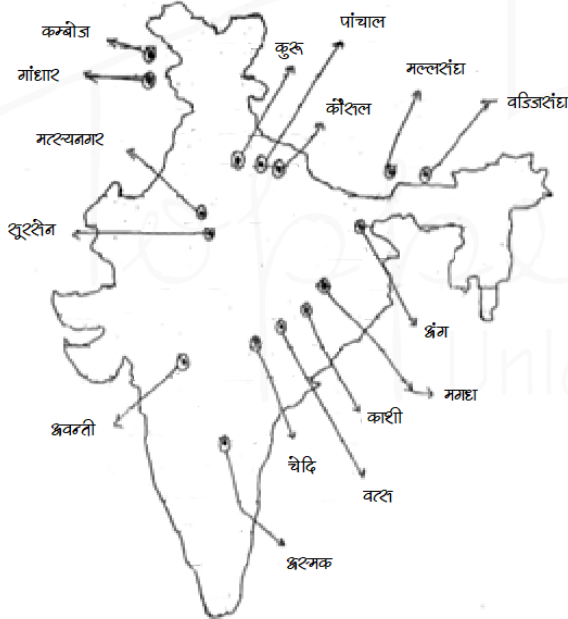 कम्बोज
पांचाल
कुरू
गांधार
मल्लसंघा
वज्जिसंघा
कौसल
मत्स्यनगर
सूरसेन
अंग
मगधा
काशी
अवन्ती
चेदि
वत्स
अस्मक